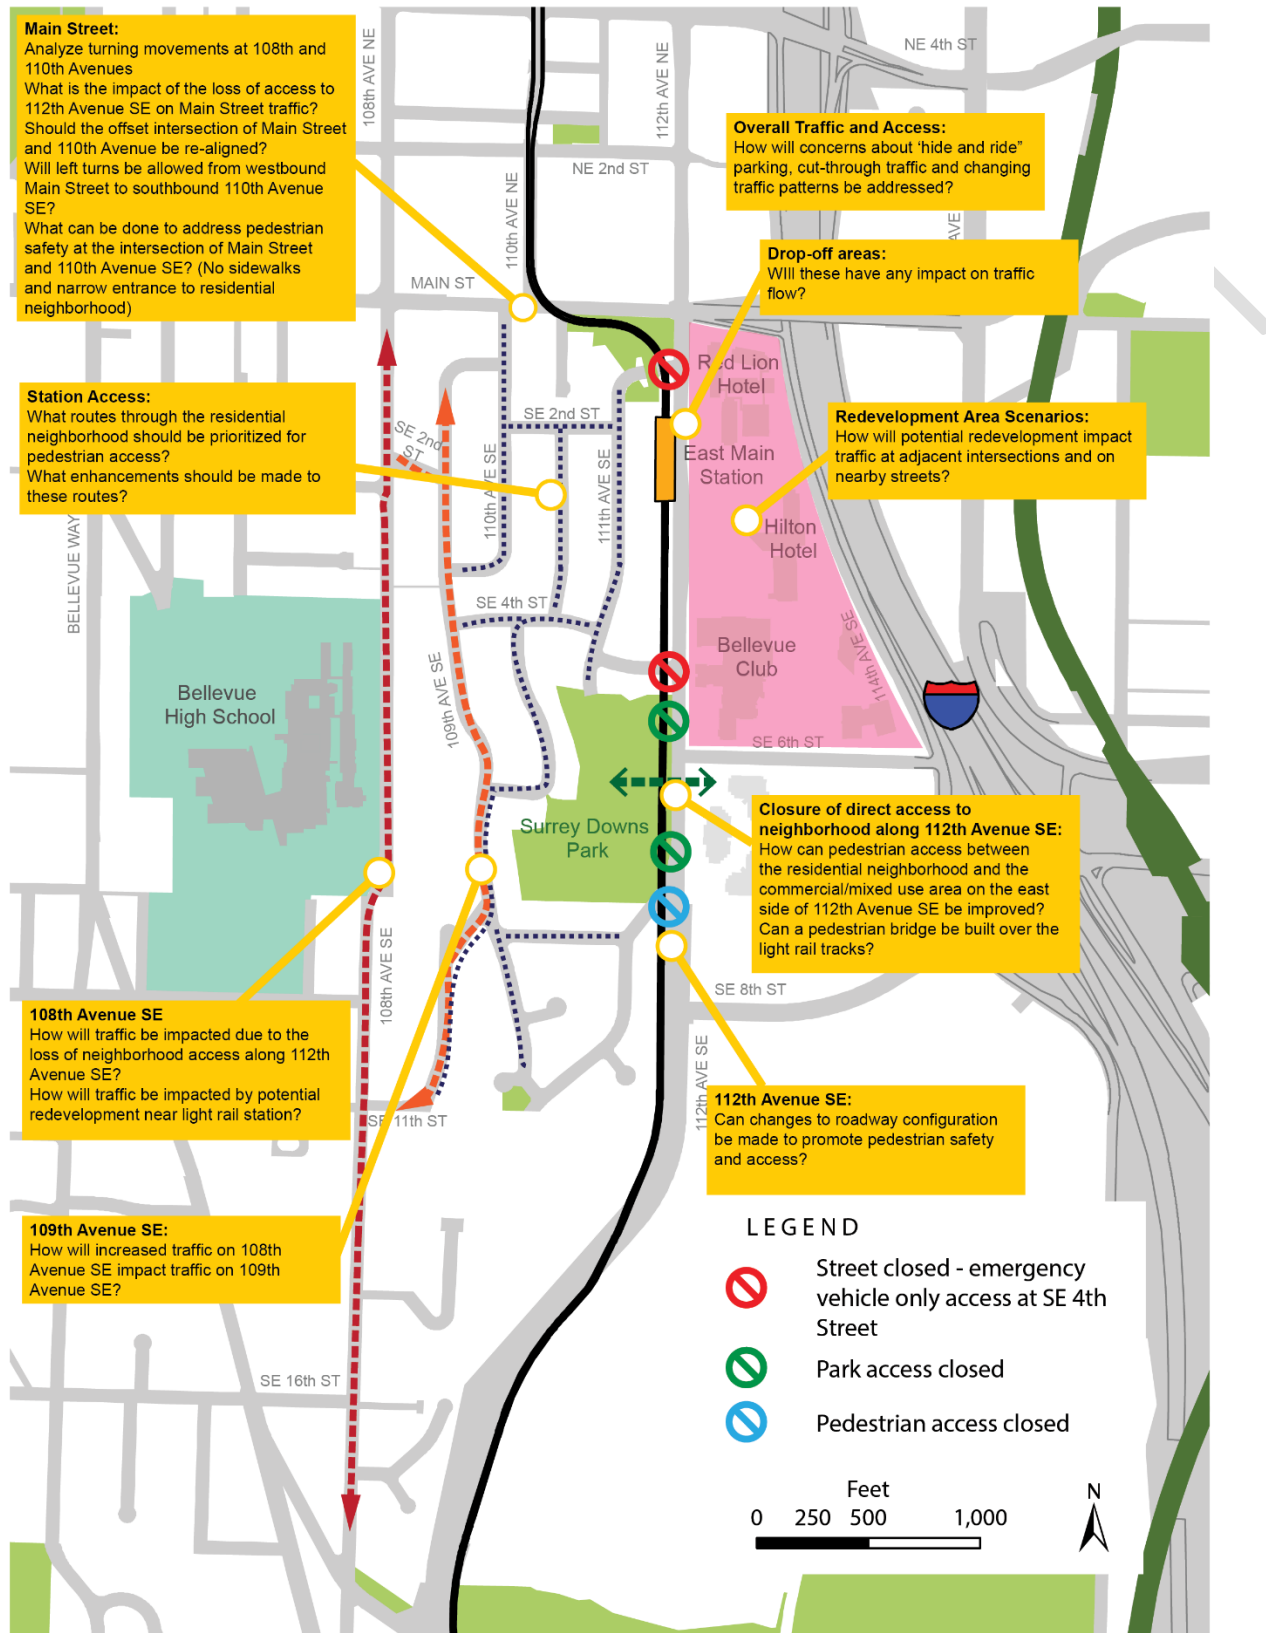 Main Street:
Analyze turning movements at 108th and
110th Avenues
What is the impact of the loss of access to
112th Avenue SE on Main Street traffic?
Should the offset intersection of Main Street
and 110th Avenue be re-aligned?
Will left turns be allowed from westbound
Main Street to southbound 110th Avenue
SE?
What can be done to address pedestrian
safety at the intersection of Main Street
and 110th Avenue SE? (No sidewalks
and narrow entrance to residential
neighborhood)
108th AVE NE
110th AVE NE
112th AVE NE
NE 4th ST
NE 2nd ST
MAIN ST
Overall Traffic and Access:
How will concerns about ‘hide and ride”
parking, cut-through traffic and changing
traffic patterns be addressed?
AVE
Drop-off areas:
WIll these have any impact on traffic
flow?
Station Access:
What routes through the residential
neighborhood should be prioritized for
pedestrian access?
What enhancements should be made to
these routes?
Red Lion
Hotel
Redevelopment Area Scenarios:
How will potential redevelopment impact
traffic at adjacent intersections and on
nearby streets?
SE 2nd
ST
SE 2nd ST
110th AVE SE
111th AVE SE
East Main
Station
Hilton
Hotel
BELLEVUE WAY
SE 4th ST
Bellevue
Club
114th AVE SE
109th AVE SE
Bellevue
High School
SE 6th ST
Surrey Downs
Park
Closure of direct access to
neighborhood along 112th Avenue SE:
How can pedestrian access between
the residential neighborhood and the
commercial/mixed use area on the east
side of 112th Avenue SE be improved?
Can a pedestrian bridge be built over the
light rail tracks?
108th AVE SE
SE 8th ST
112th AVE SE
108th Avenue SE
How will traffic be impacted due to the
loss of neighborhood access along 112th
Avenue SE?
How will traffic be impacted by potential
redevelopment near light rail station?
SE 11th ST
112th Avenue SE:
Can changes to roadway configuration
be made to promote pedestrian safety
and access?
109th Avenue SE:
How will increased traffic on 108th
Avenue SE impact traffic on 109th
Avenue SE?
SE 16th ST
LEGEND
Street closed - emergency
vehicle only access at SE 4th
Street
Park access closed
Pedestrian access closed
Feet
0 250 500 1,000
N